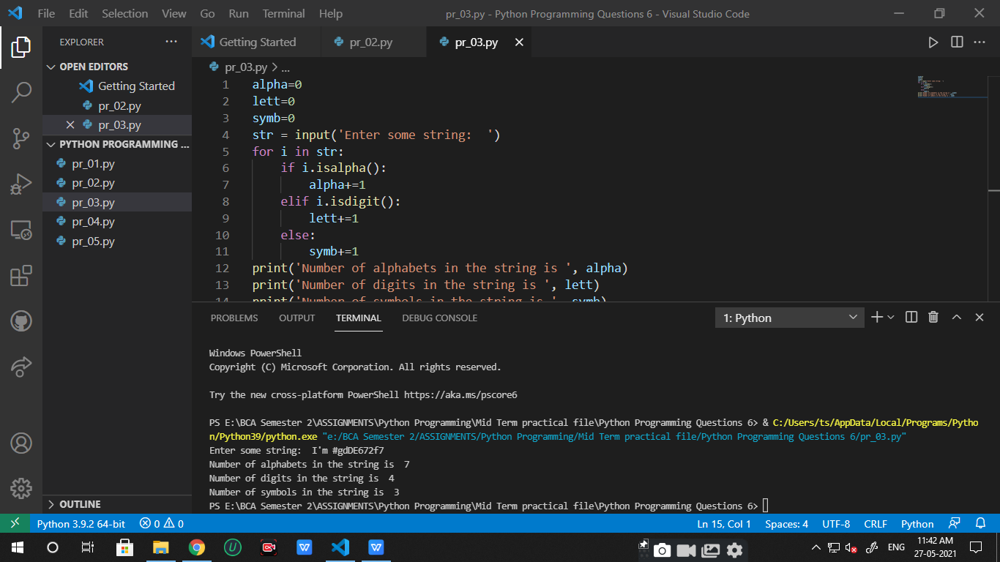 File Edit Selection View Go Run Terminal Help pr_03.py - Python Programming Questions 6 - Visual Studio Code
EXPLORER
OPEN EDITORS
Getting Started
pr_02.py
pr_03.py
PYTHON PROGRAMMING ...
pr_01.py
pr_02.py
pr_03.py
pr_04.py
pr_05.py
OUTLINE
Getting Started pr_02.py pr_03.py
pr_03.py > ...
1 alpha=0
2 lett=0
3 symb=0
4 str = input('Enter some string:  ')
5 for i in str:
6 if i.isalpha():
7 alpha+=1
8 elif i.isdigit():
9 lett+=1
10 else:
11 symb+=1
12 print('Number of alphabets in the string is ', alpha)
13 print('Number of digits in the string is ', lett)
14 print('Number of symbols in the string is ', symb)
PROBLEMS OUTPUT TERMINAL DEBUG CONSOLE 1: Python
Windows PowerShell
Copyright (C) Microsoft Corporation. All rights reserved.
Try the new cross-platform PowerShell https://aka.ms/pscore6
PS E:\BCA Semester 2\ASSIGNMENTS\Python Programming\Mid Term practical file\Python Programming Questions 6> & C:/Users/ts/AppData/Local/Programs/Pytho
n/Python39/python.exe "e:/BCA Semester 2/ASSIGNMENTS/Python Programming/Mid Term practical file/Python Programming Questions 6/pr_03.py"
Enter some string:  I'm #gdDE672f7
Number of alphabets in the string is  7
Number of digits in the string is  4
Number of symbols in the string is  3
PS E:\BCA Semester 2\ASSIGNMENTS\Python Programming\Mid Term practical file\Python Programming Questions 6>
Python 3.9.2 64-bit 0 0 Ln 15, Col 1 Spaces: 4 UTF-8 CRLF Python
ENG 11:42 AM
27-05-2021